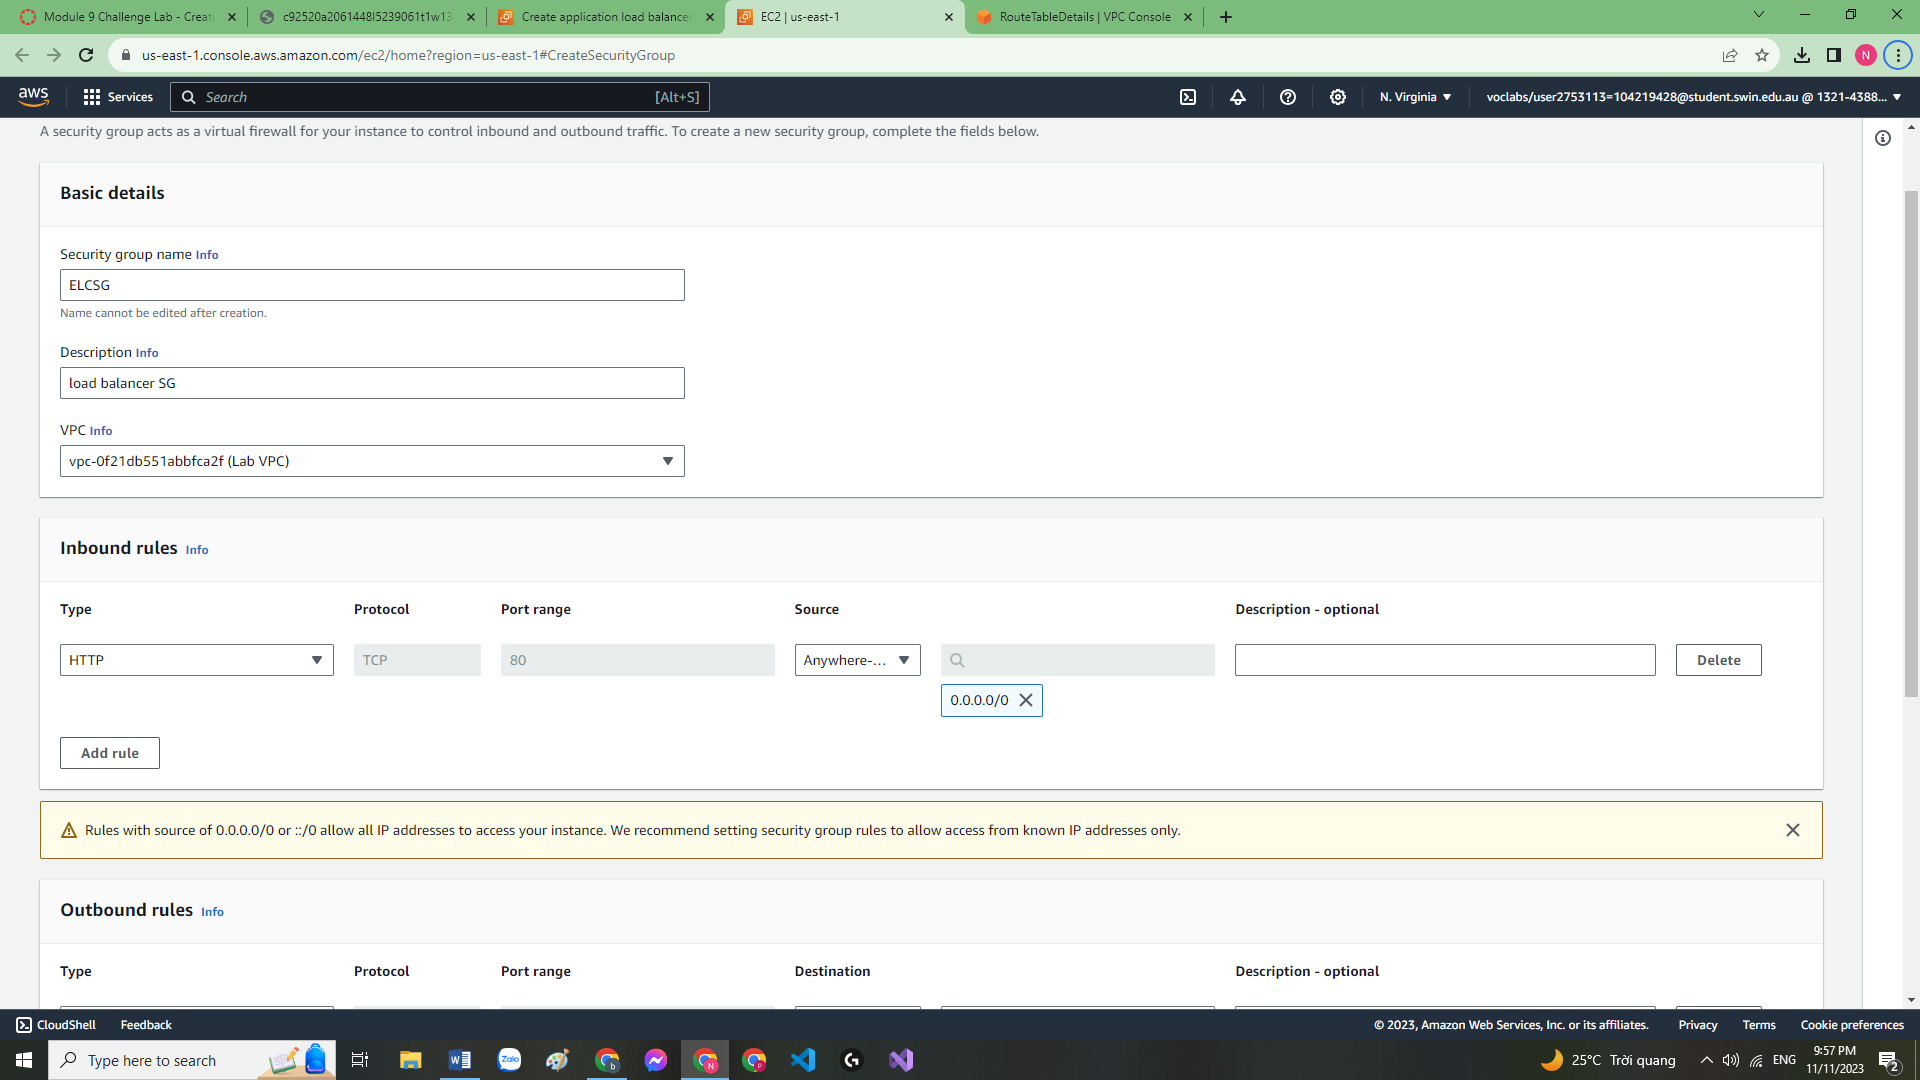 Module 9 Challenge Lab - Creati
c92520a2061448l5239061t1w13
Create application load balancer
EC2 | us-east-1
RouteTableDetails | VPC Console
us-east-1.console.aws.amazon.com/ec2/home?region=us-east-1#CreateSecurityGroup
N
aws
Services
Search
[Alt+S]
N. Virginia
voclabs/user2753113=104219428@student.swin.edu.au @ 1321-4388...
A security group acts as a virtual firewall for your instance to control inbound and outbound traffic. To create a new security group, complete the fields below.
Basic details
Security group name Info
ELCSG
Name cannot be edited after creation.
Description Info
load balancer SG
VPC Info
vpc-0f21db551abbfca2f (Lab VPC)
Inbound rules Info
Type Protocol Port range Source Description - optional
HTTP TCP 80 Anywhere-... Delete
0.0.0.0/0
Add rule
Rules with source of 0.0.0.0/0 or ::/0 allow all IP addresses to access your instance. We recommend setting security group rules to allow access from known IP addresses only.
Outbound rules Info
Type Protocol Port range Destination Description - optional
CloudShell Feedback © 2023, Amazon Web Services, Inc. or its affiliates. Privacy Terms Cookie preferences
Type here to search
Zalo
25°C Trời quang
ENG
9:57 PM
11/11/2023
2